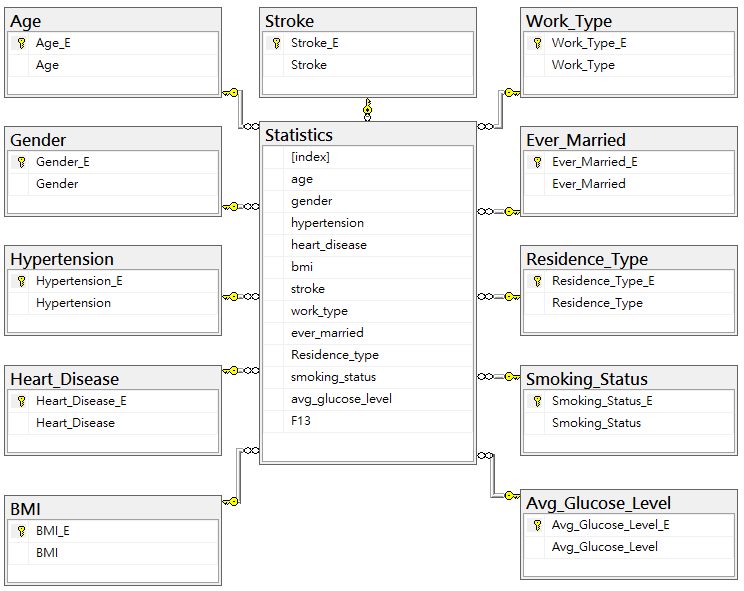 Age
Age_E
Age
Stroke
Stroke_E
Stroke
Work_Type
Work_Type_E
Work_Type
Gender
Gender_E
Gender
Statistics
[index]
age
gender
hypertension
heart_disease
bmi
stroke
work_type
ever_married
Residence_type
smoking_status
avg_glucose_level
F13
Ever_Married
Ever_Married_E
Ever_Married
Hypertension
Hypertension_E
Hypertension
Residence_Type
Residence_Type_E
Residence_Type
Heart_Disease
Heart_Disease_E
Heart_Disease
Smoking_Status
Smoking_Status_E
Smoking_Status
BMI
BMI_E
BMI
Avg_Glucose_Level
Avg_Glucose_Level_E
Avg_Glucose_Level